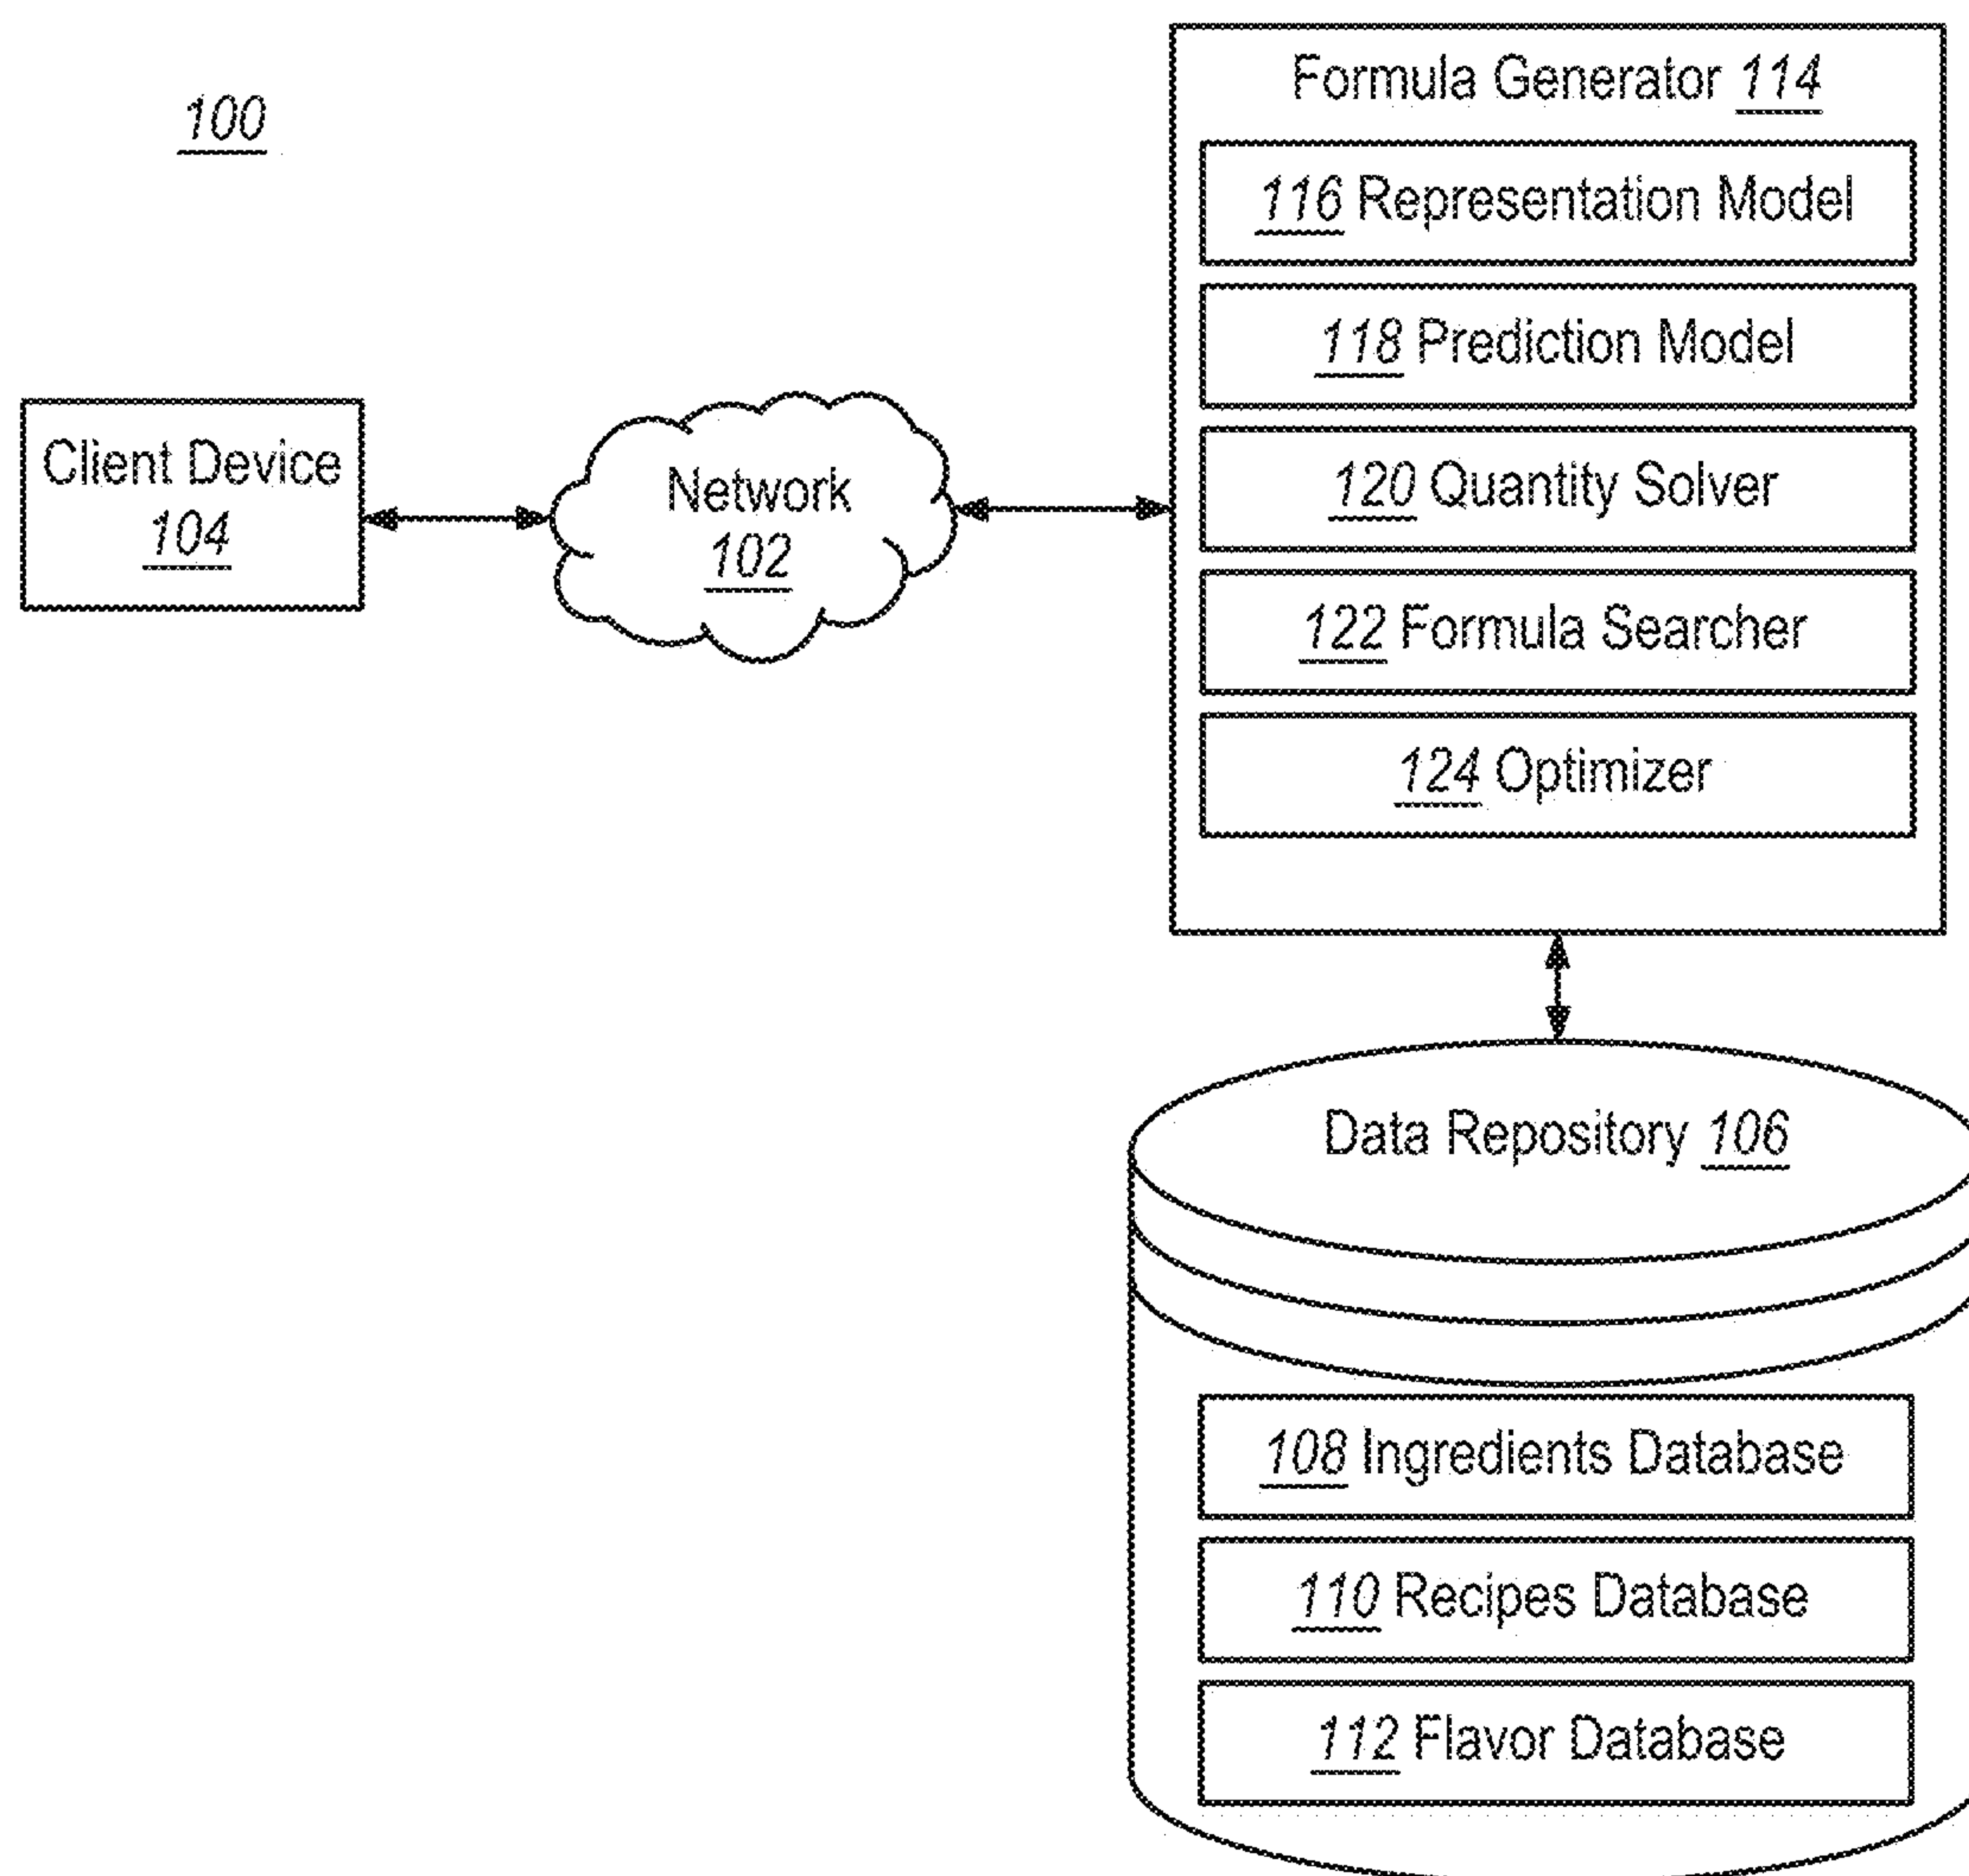 100
Client Device
104
Network
102
Formula Generator 114
116 Representation Model
118 Prediction Model
120 Quantity Solver
122 Formula Searcher
124 Optimizer
Data Repository 106
108 Ingredients Database
110 Recipes Database
112 Flavor Database